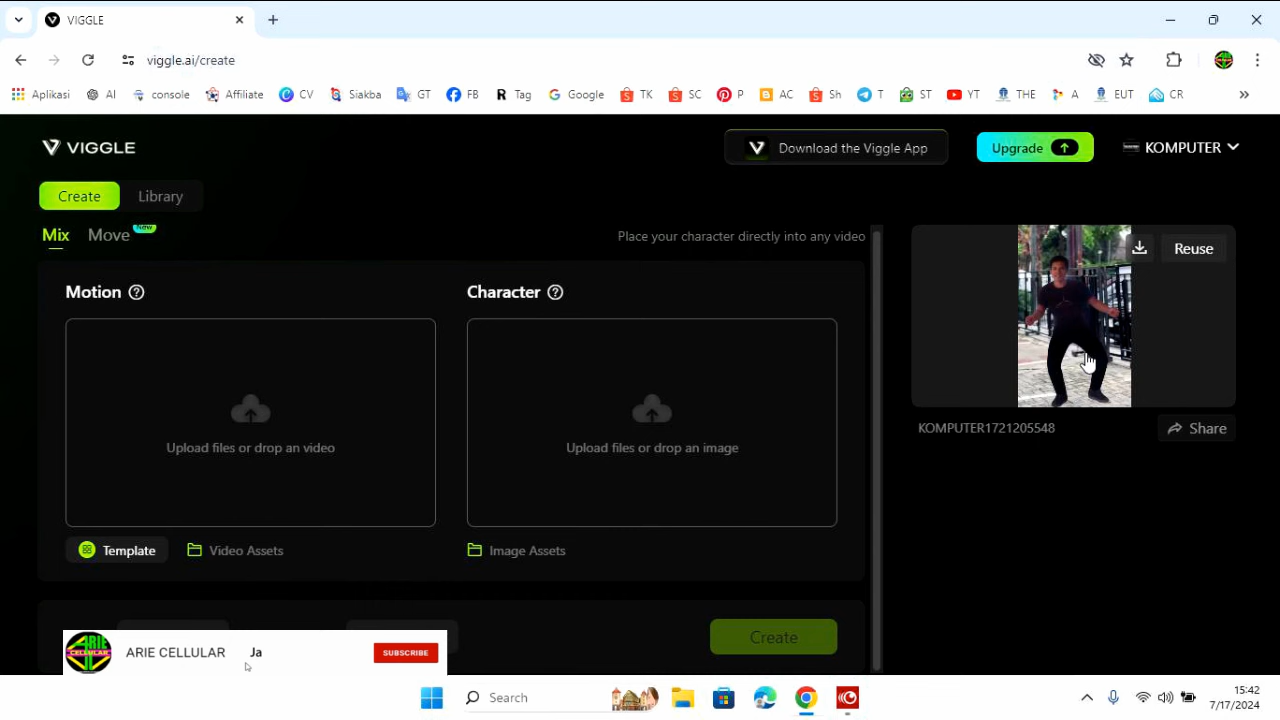 VIGGLE
viggle.ai/create
Aplikasi AI console Affiliate CV Siakba GT FB Tag Google TK SC P AC Sh T ST YT THE A EUT CR
VIGGLE
Download the Viggle App
Upgrade
KOMPUTER
Create Library
Mix Move New
Place your character directly into any video
Reuse
Motion
Character
Upload files or drop an video
Upload files or drop an image
KOMPUTER1721205548
Share
Template
Video Assets
Image Assets
Create
ARIE CELLULAR
ARIE CELLULAR Ja
SUBSCRIBE
Search
15:42
7/17/2024